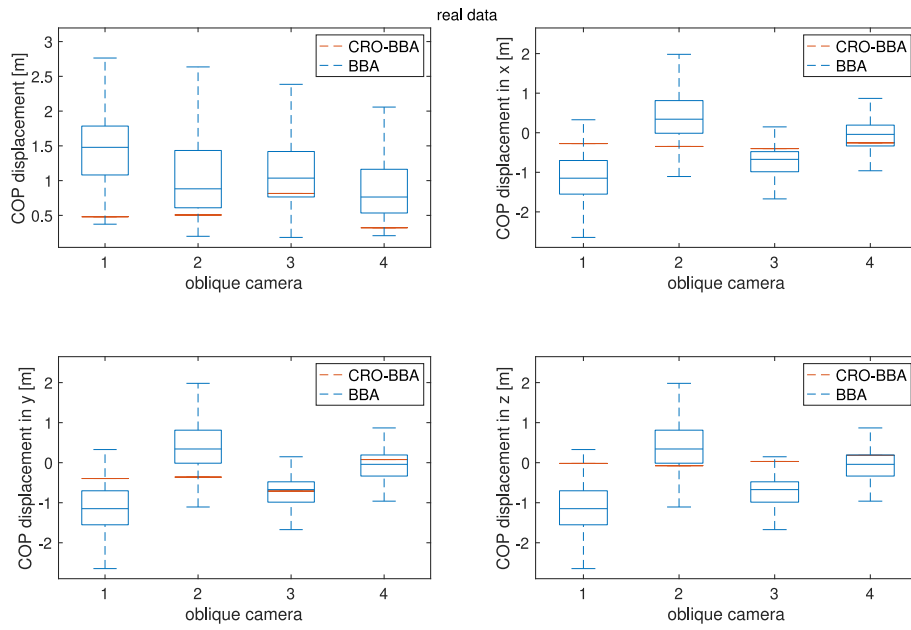 real data
COP displacement [m]
3
2.5
2
1.5
1
0.5
CRO-BBA
BBA
1 2 3 4
oblique camera
COP displacement in x [m]
2
1
0
-1
-2
CRO-BBA
BBA
1 2 3 4
oblique camera
COP displacement in y [m]
2
1
0
-1
-2
CRO-BBA
BBA
1 2 3 4
oblique camera
COP displacement in z [m]
2
1
0
-1
-2
CRO-BBA
BBA
1 2 3 4
oblique camera